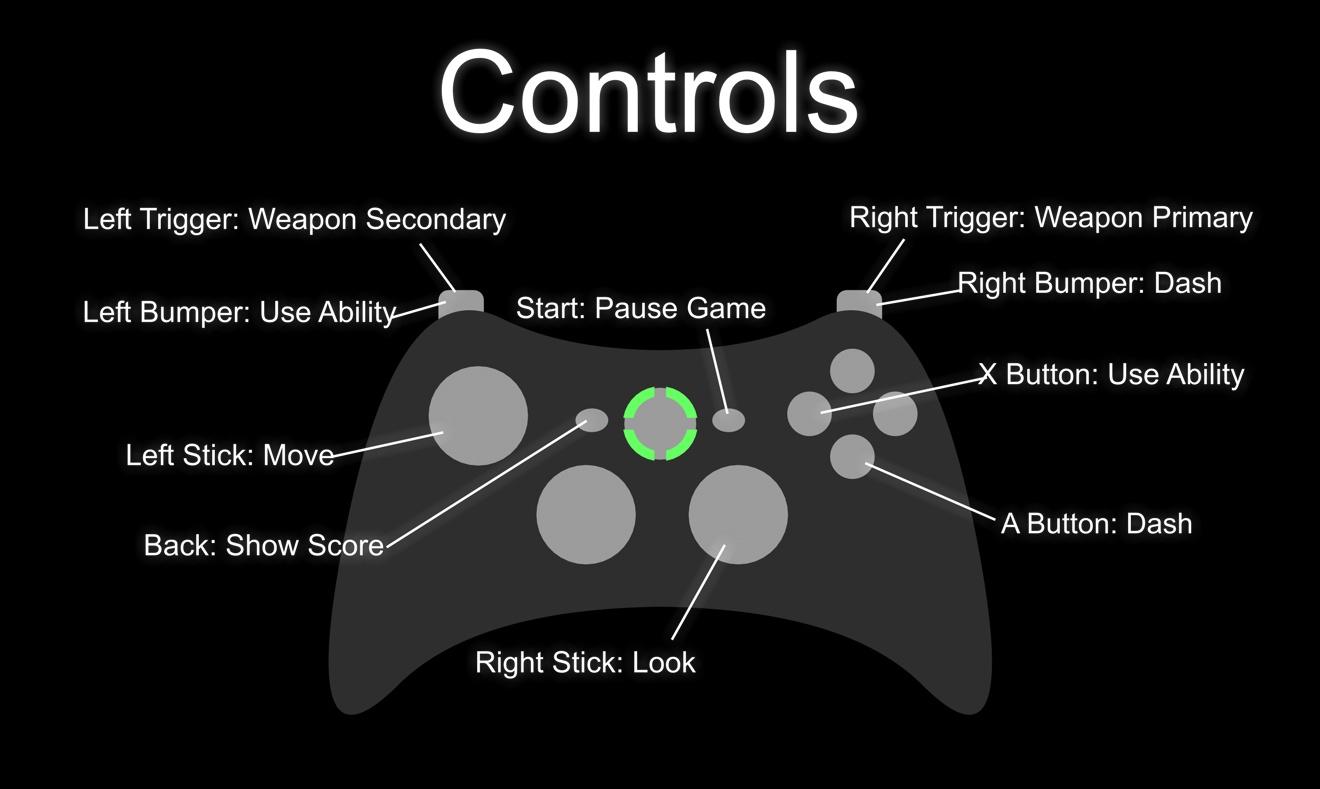 Controls
Left Trigger: Weapon Secondary
Right Trigger: Weapon Primary
Right Bumper: Dash
Left Bumper: Use Ability
Start: Pause Game
X Button: Use Ability
Left Stick: Move
A Button: Dash
Back: Show Score
Right Stick: Look